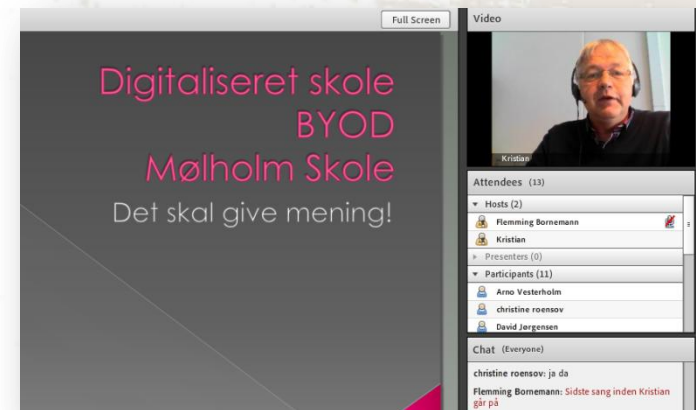 Full Screen
Digitaliseret skole
BYOD
Mølholm Skole
Det skal give mening!
Video
Kristian
Attendees (13)
Hosts (2)
Flemming Bornemann
Kristian
Presenters (0)
Participants (11)
Arno Vesterholm
christine roensov
David Jørgensen
Chat (Everyone)
christine roensov: ja da
Flemming Bornemann: Sidste sang inden Kristian
går på